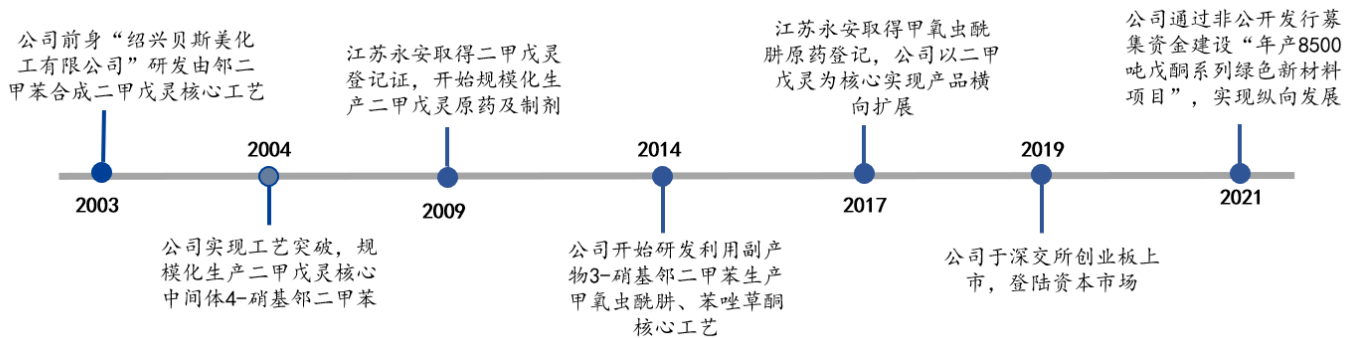 公司前身“绍兴贝斯美化
工有限公司”研发由邻二
甲苯合成二甲戊灵核心工艺
2003
2004
公司实现工艺突破，规
模化生产二甲戊灵核心
中间体4-硝基邻二甲苯
江苏永安取得二甲戊灵
登记证，开始规模化生
产二甲戊灵原药及制剂
2009
2014
公司开始研发利用副产
物3-硝基邻二甲苯生产
甲氧虫酰肼、苯唑草酮
核心工艺
江苏永安取得甲氧虫酰
肼原药登记，公司以二甲
戊灵为核心实现产品横
向扩展
2017
2019
公司于深交所创业板上
市，登陆资本市场
公司通过非公开发行募
集资金建设“年产8500
吨戊酮系列绿色新材料
项目”，实现纵向发展
2021